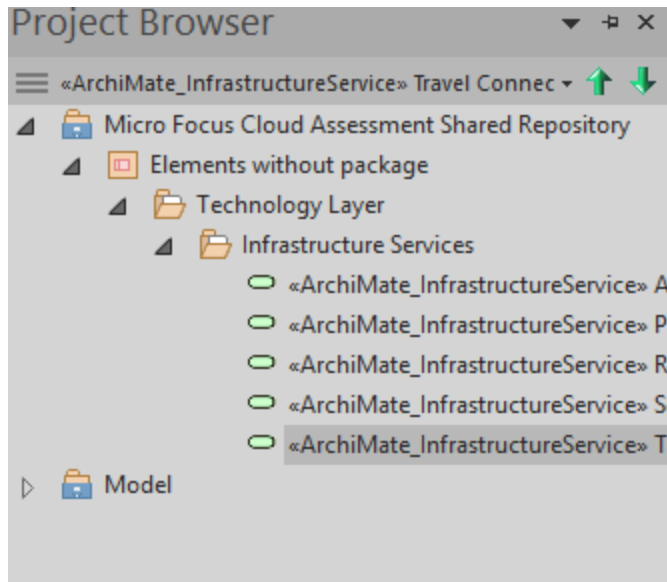 Project Browser
«ArchiMate_InfrastructureService» Travel Connec
Micro Focus Cloud Assessment Shared Repository
Elements without package
Technology Layer
Infrastructure Services
«ArchiMate_InfrastructureService» A
«ArchiMate_InfrastructureService» P
«ArchiMate_InfrastructureService» R
«ArchiMate_InfrastructureService» S
«ArchiMate_InfrastructureService» T
Model